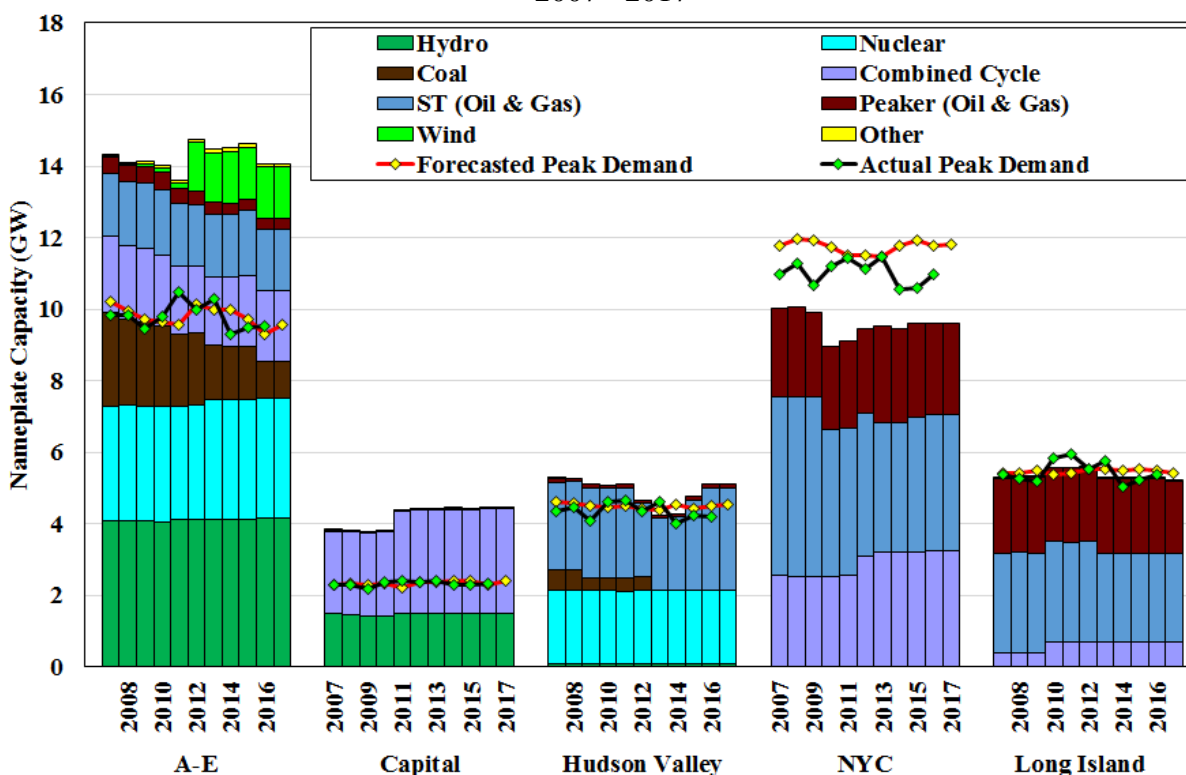 2007 - 2017
18
16
14
12
10
8
6
4
2
0
Nameplate Capacity (GW)
Hydro Nuclear
Coal Combined Cycle
ST (Oil & Gas) Peaker (Oil & Gas)
Wind Other
Forecasted Peak Demand Actual Peak Demand
2008 2010 2012 2014 2016 2007 2009 2011 2013 2015 2017 2008 2010 2012 2014 2016 2007 2009 2011 2013 2015 2017 2008 2010 2012 2014 2016
A-E Capital Hudson Valley NYC Long Island